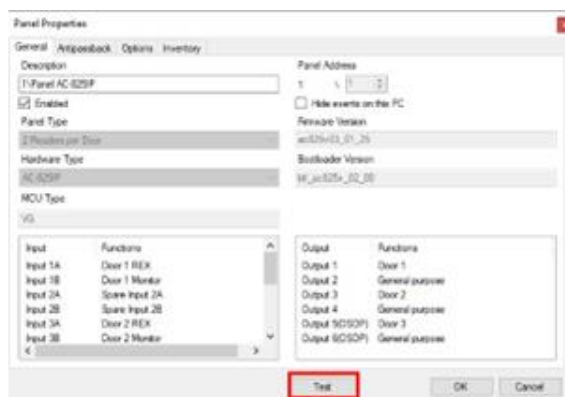 Panel Properties
General Antipassback Options Inventory
Description
1\Panel AC-825IP
Enabled
Panel Type
2 Readers per Door
Hardware Type
AC-825IP
MCU Type
VG
Panel Address
1 \ 1
Hide events on this PC
Firmware Version
Bootloader Version
Input Functions
Input 1A Door 1 REX
Input 1B Door 1 Monitor
Input 2A Spare Input 2A
Input 2B Spare Input 2B
Input 3A Door 2 REX
Input 3B Door 2 Monitor
Output Functions
Output 1 Door 1
Output 2 General purpose
Output 3 Door 2
Output 4 General purpose
Output 5(OSDP) Door 3
Output 6(OSDP) General purpose
Test
OK
Cancel